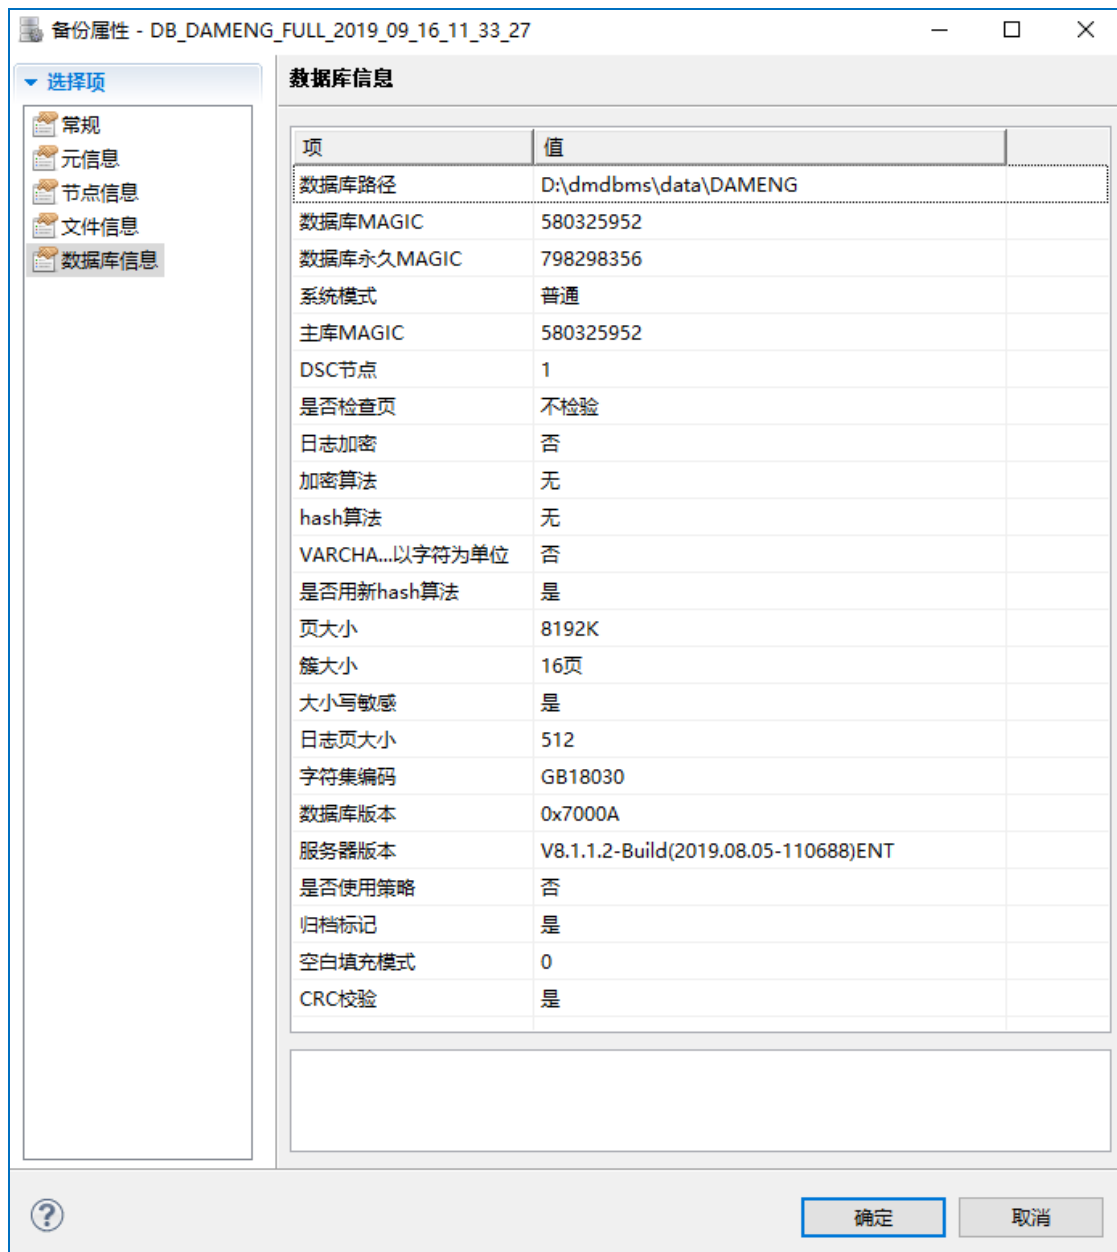 备份属性 - DB_DAMENG_FULL_2019_09_16_11_33_27
选择项
常规
元信息
节点信息
文件信息
数据库信息
数据库信息
项 值
数据库路径 D:\dmdbms\data\DAMENG
数据库MAGIC 580325952
数据库永久MAGIC 798298356
系统模式 普通
主库MAGIC 580325952
DSC节点 1
是否检查页 不检验
日志加密 否
加密算法 无
hash算法 无
VARCHA...以字符为单位 否
是否用新hash算法 是
页大小 8192K
簇大小 16页
大小写敏感 是
日志页大小 512
字符集编码 GB18030
数据库版本 0x7000A
服务器版本 V8.1.1.2-Build(2019.08.05-110688)ENT
是否使用策略 否
归档标记 是
空白填充模式 0
CRC校验 是
确定 取消